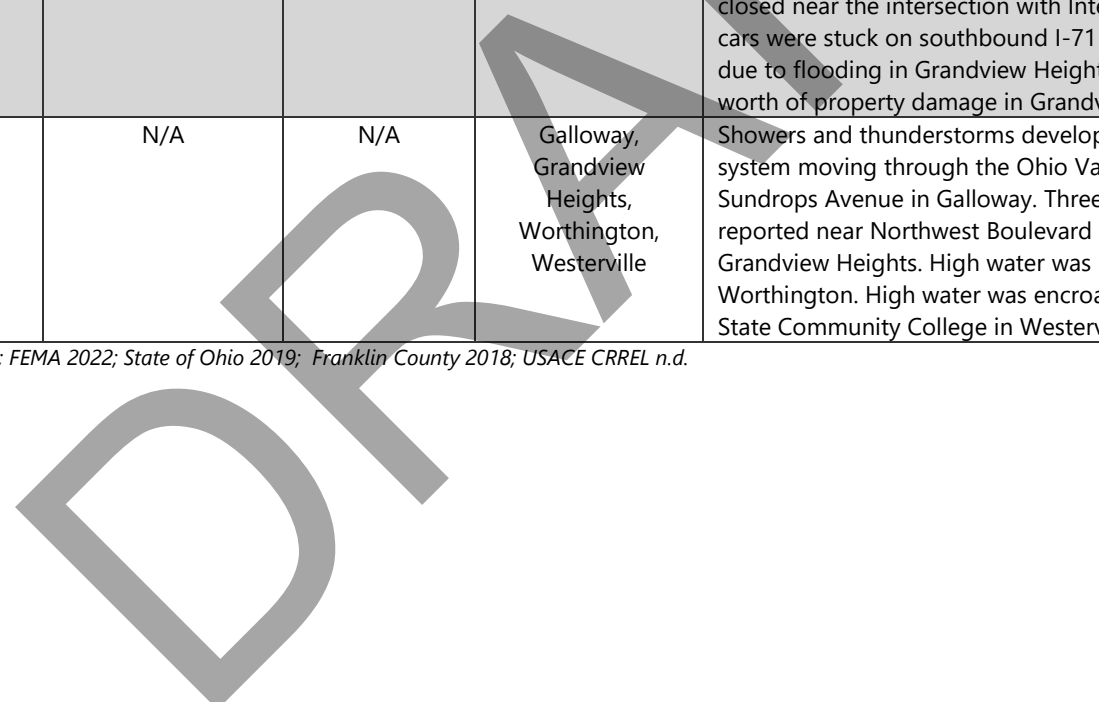 closed near the intersection with Inte
cars were stuck on southbound I-71
due to flooding in Grandview Height
worth of property damage in Grandv
N/A
N/A
Galloway,
Grandview
Heights,
Worthington,
Westerville
Showers and thunderstorms develop
system moving through the Ohio Va
Sundrops Avenue in Galloway. Three
reported near Northwest Boulevard
Grandview Heights. High water was
Worthington. High water was encroa
State Community College in Westerv
: FEMA 2022; State of Ohio 2019; Franklin County 2018; USACE CRREL n.d.
DRA